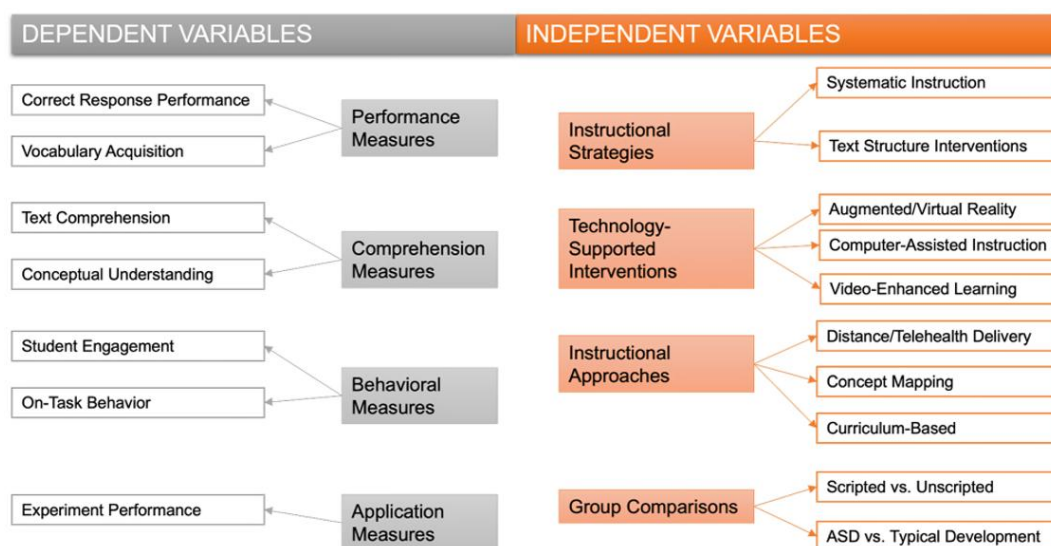 DEPENDENT VARIABLES
INDEPENDENT VARIABLES
Correct Response Performance
Vocabulary Acquisition
Performance
Measures
Text Comprehension
Conceptual Understanding
Comprehension
Measures
Student Engagement
On-Task Behavior
Behavioral
Measures
Experiment Performance
Application
Measures
Instructional
Strategies
Systematic Instruction
Text Structure Interventions
Technology-
Supported
Interventions
Augmented/Virtual Reality
Computer-Assisted Instruction
Video-Enhanced Learning
Instructional
Approaches
Distance/Telehealth Delivery
Concept Mapping
Curriculum-Based
Group Comparisons
Scripted vs. Unscripted
ASD vs. Typical Development